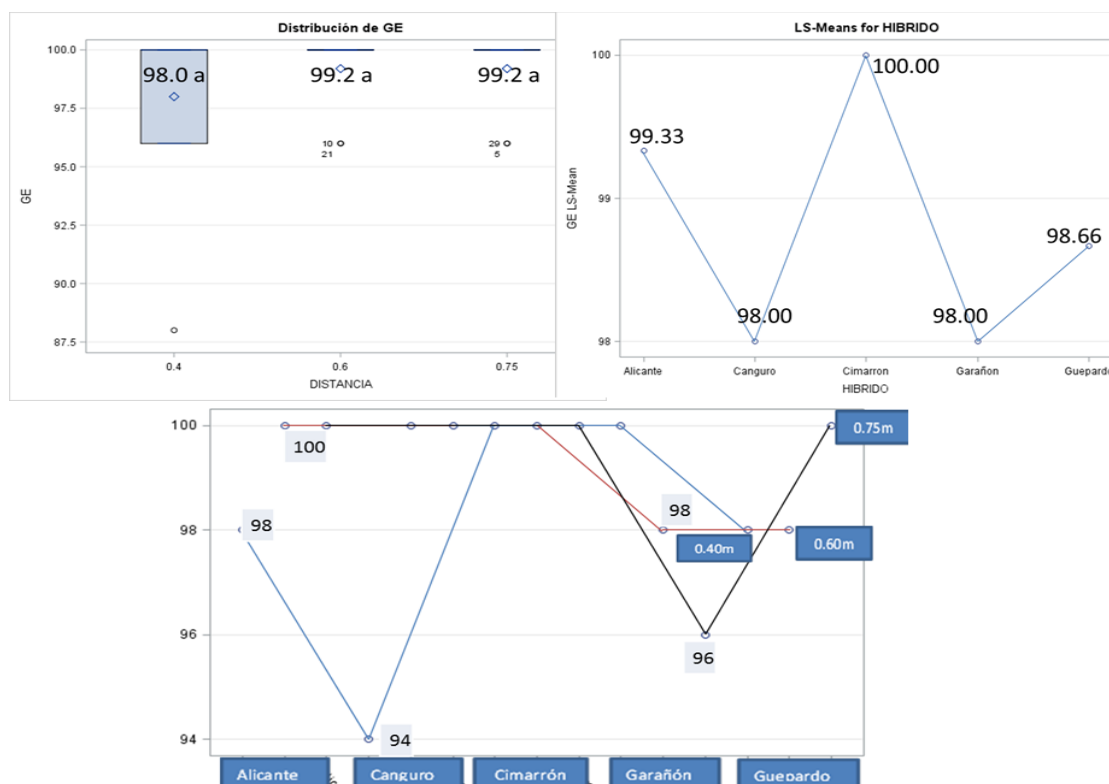 Distribución de GE
100.0
97.5
95.0
92.5
90.0
87.5
GE
98.0 a
99.2 a
99.2 a
10
21
29
5
0.4
0.6
0.75
DISTANCIA
LS-Means for HIBRIDO
100
99
98
GE LS-Mean
99.33
98.00
100.00
98.00
98.66
Alicante
Canguro
Cimarron
Garañón
Guepardo
HIBRIDO
100
98
96
94
100
98
94
98
96
0.75m
0.40m
0.60m
Alicante
Canguro
Cimarrón
Garañón
Guepardo